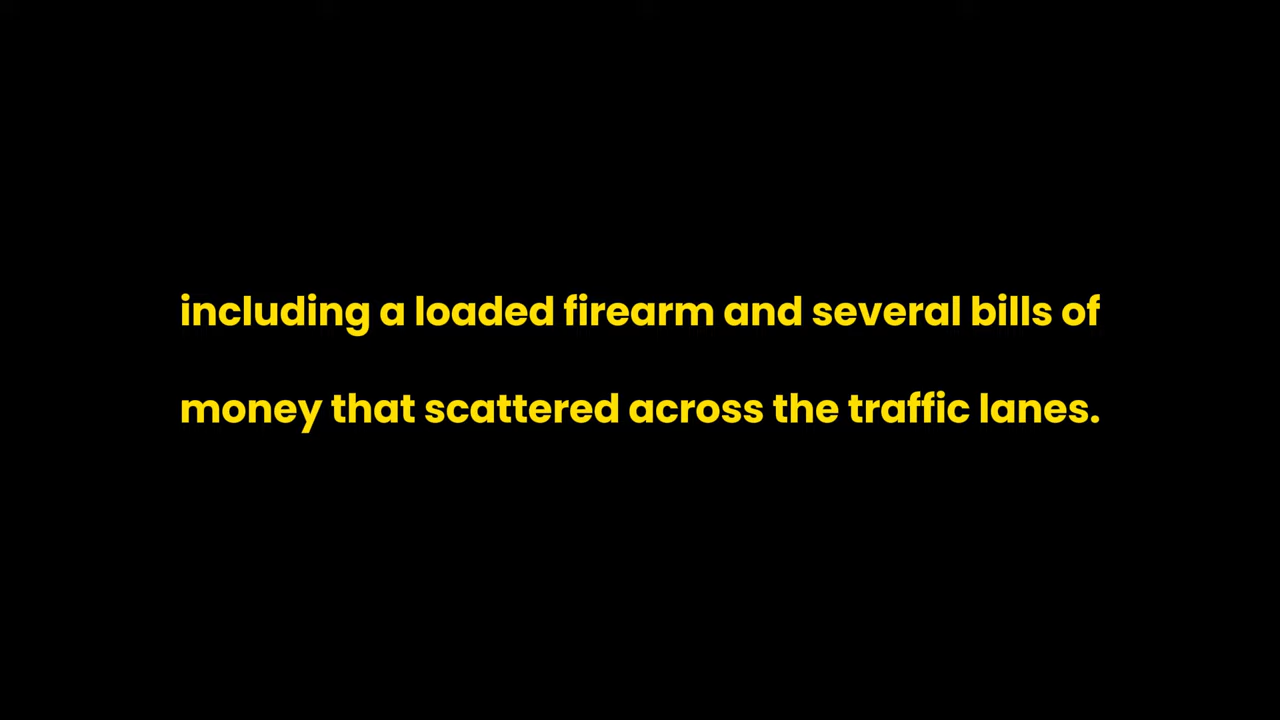 including a loaded firearm and several bills of
money that scattered across the traffic lanes.